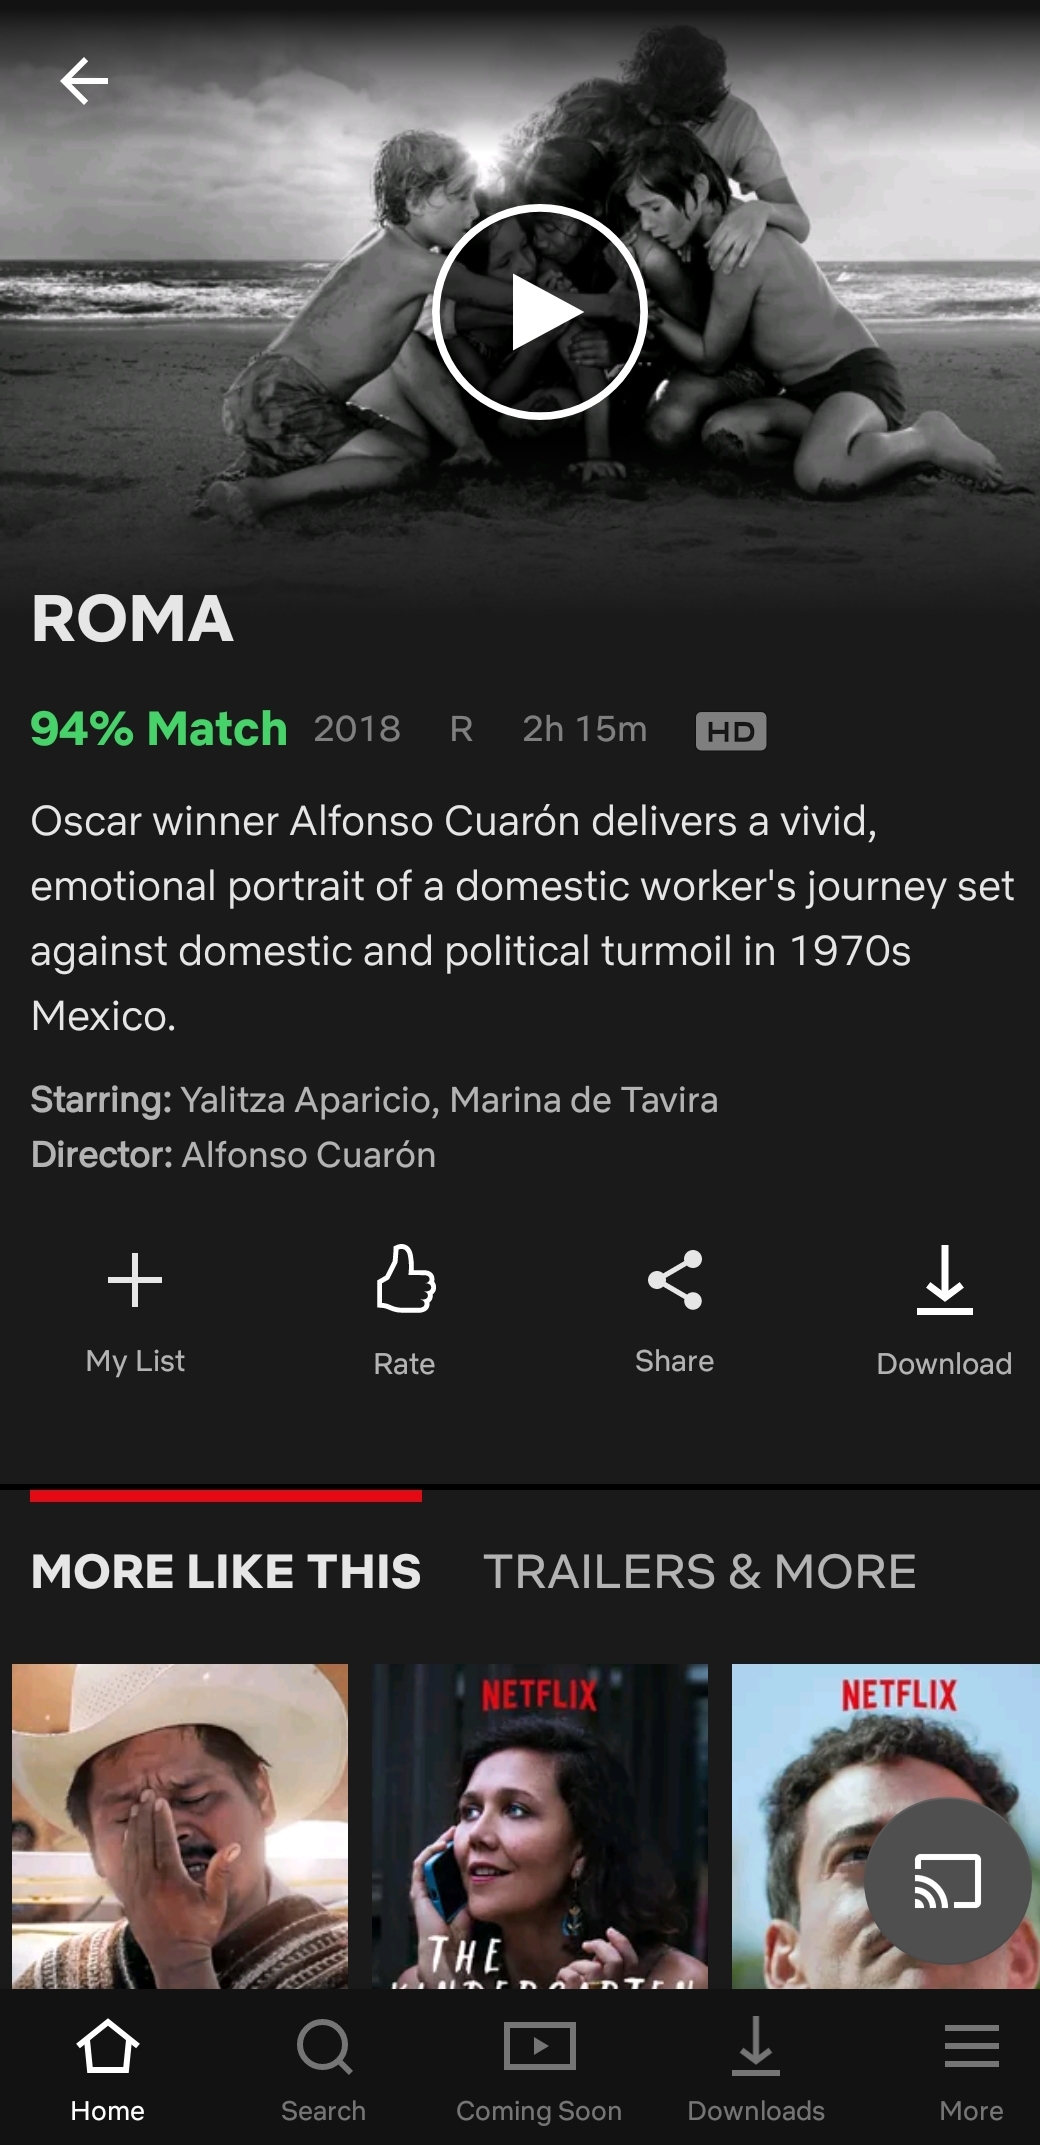 ROMA
94% Match 2018 R 2h 15m HD
Oscar winner Alfonso Cuarón delivers a vivid,
emotional portrait of a domestic worker's journey set
against domestic and political turmoil in 1970s
Mexico.
Starring: Yalitza Aparicio, Marina de Tavira
Director: Alfonso Cuarón
My List Rate Share Download
MORE LIKE THIS TRAILERS & MORE
NETFLIX NETFLIX
THE
KINDERGARTEN
Home Search Coming Soon Downloads More